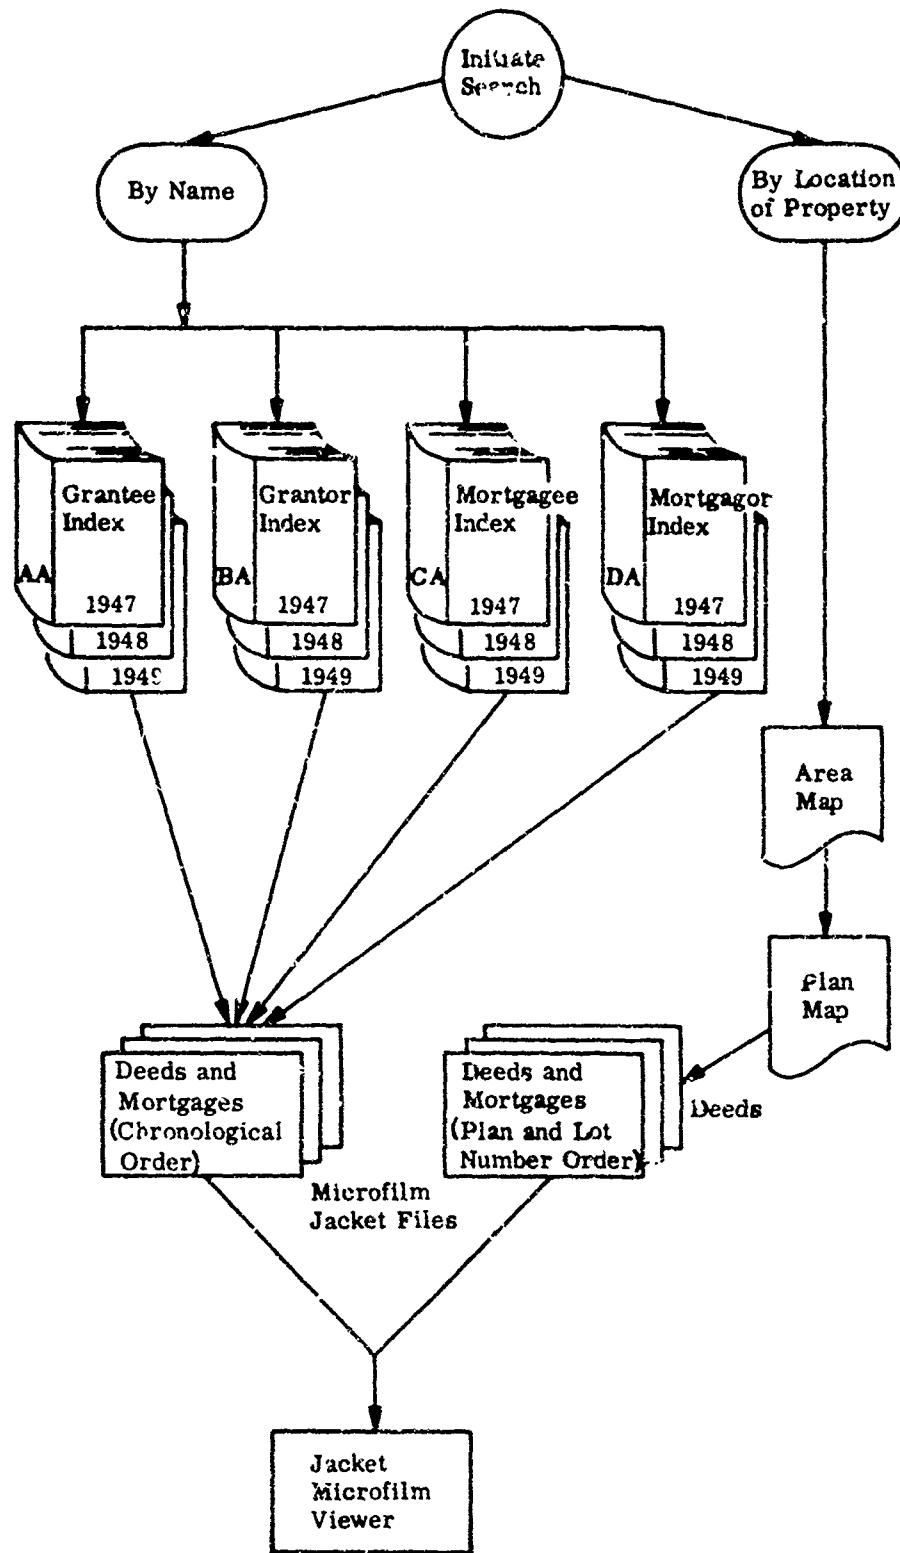 Initiate
Search
By Name
By Location
of Property
Grantee
Index
AA
1947
1948
1949
Grantor
Index
BA
1947
1948
1949
Mortgagee
Index
CA
1947
1948
1949
Mortgagor
Index
DA
1947
1948
1949
Area
Map
Plan
Map
Deeds and
Mortgages
(Chronological
Order)
Deeds and
Mortgages
(Plan and Lot
Number Order)
Deeds
Microfilm
Jacket Files
Jacket
Microfilm
Viewer